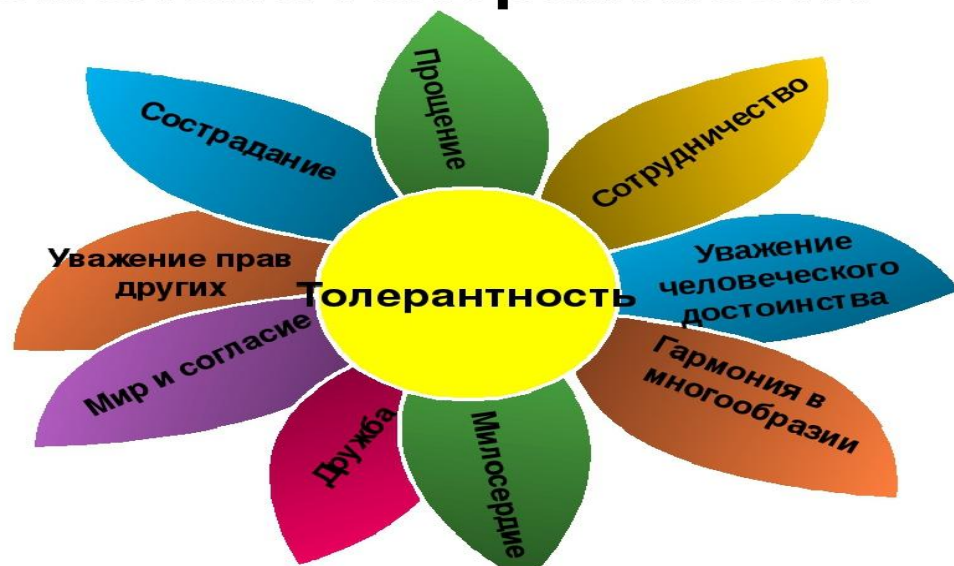 Прощение
Сотрудничество
Сострадание
Уважение
человеческого
достоинства
Уважение прав
других
Толерантность
Мир и согласие
Гармония в
многообразии
Дружба
Милосердие